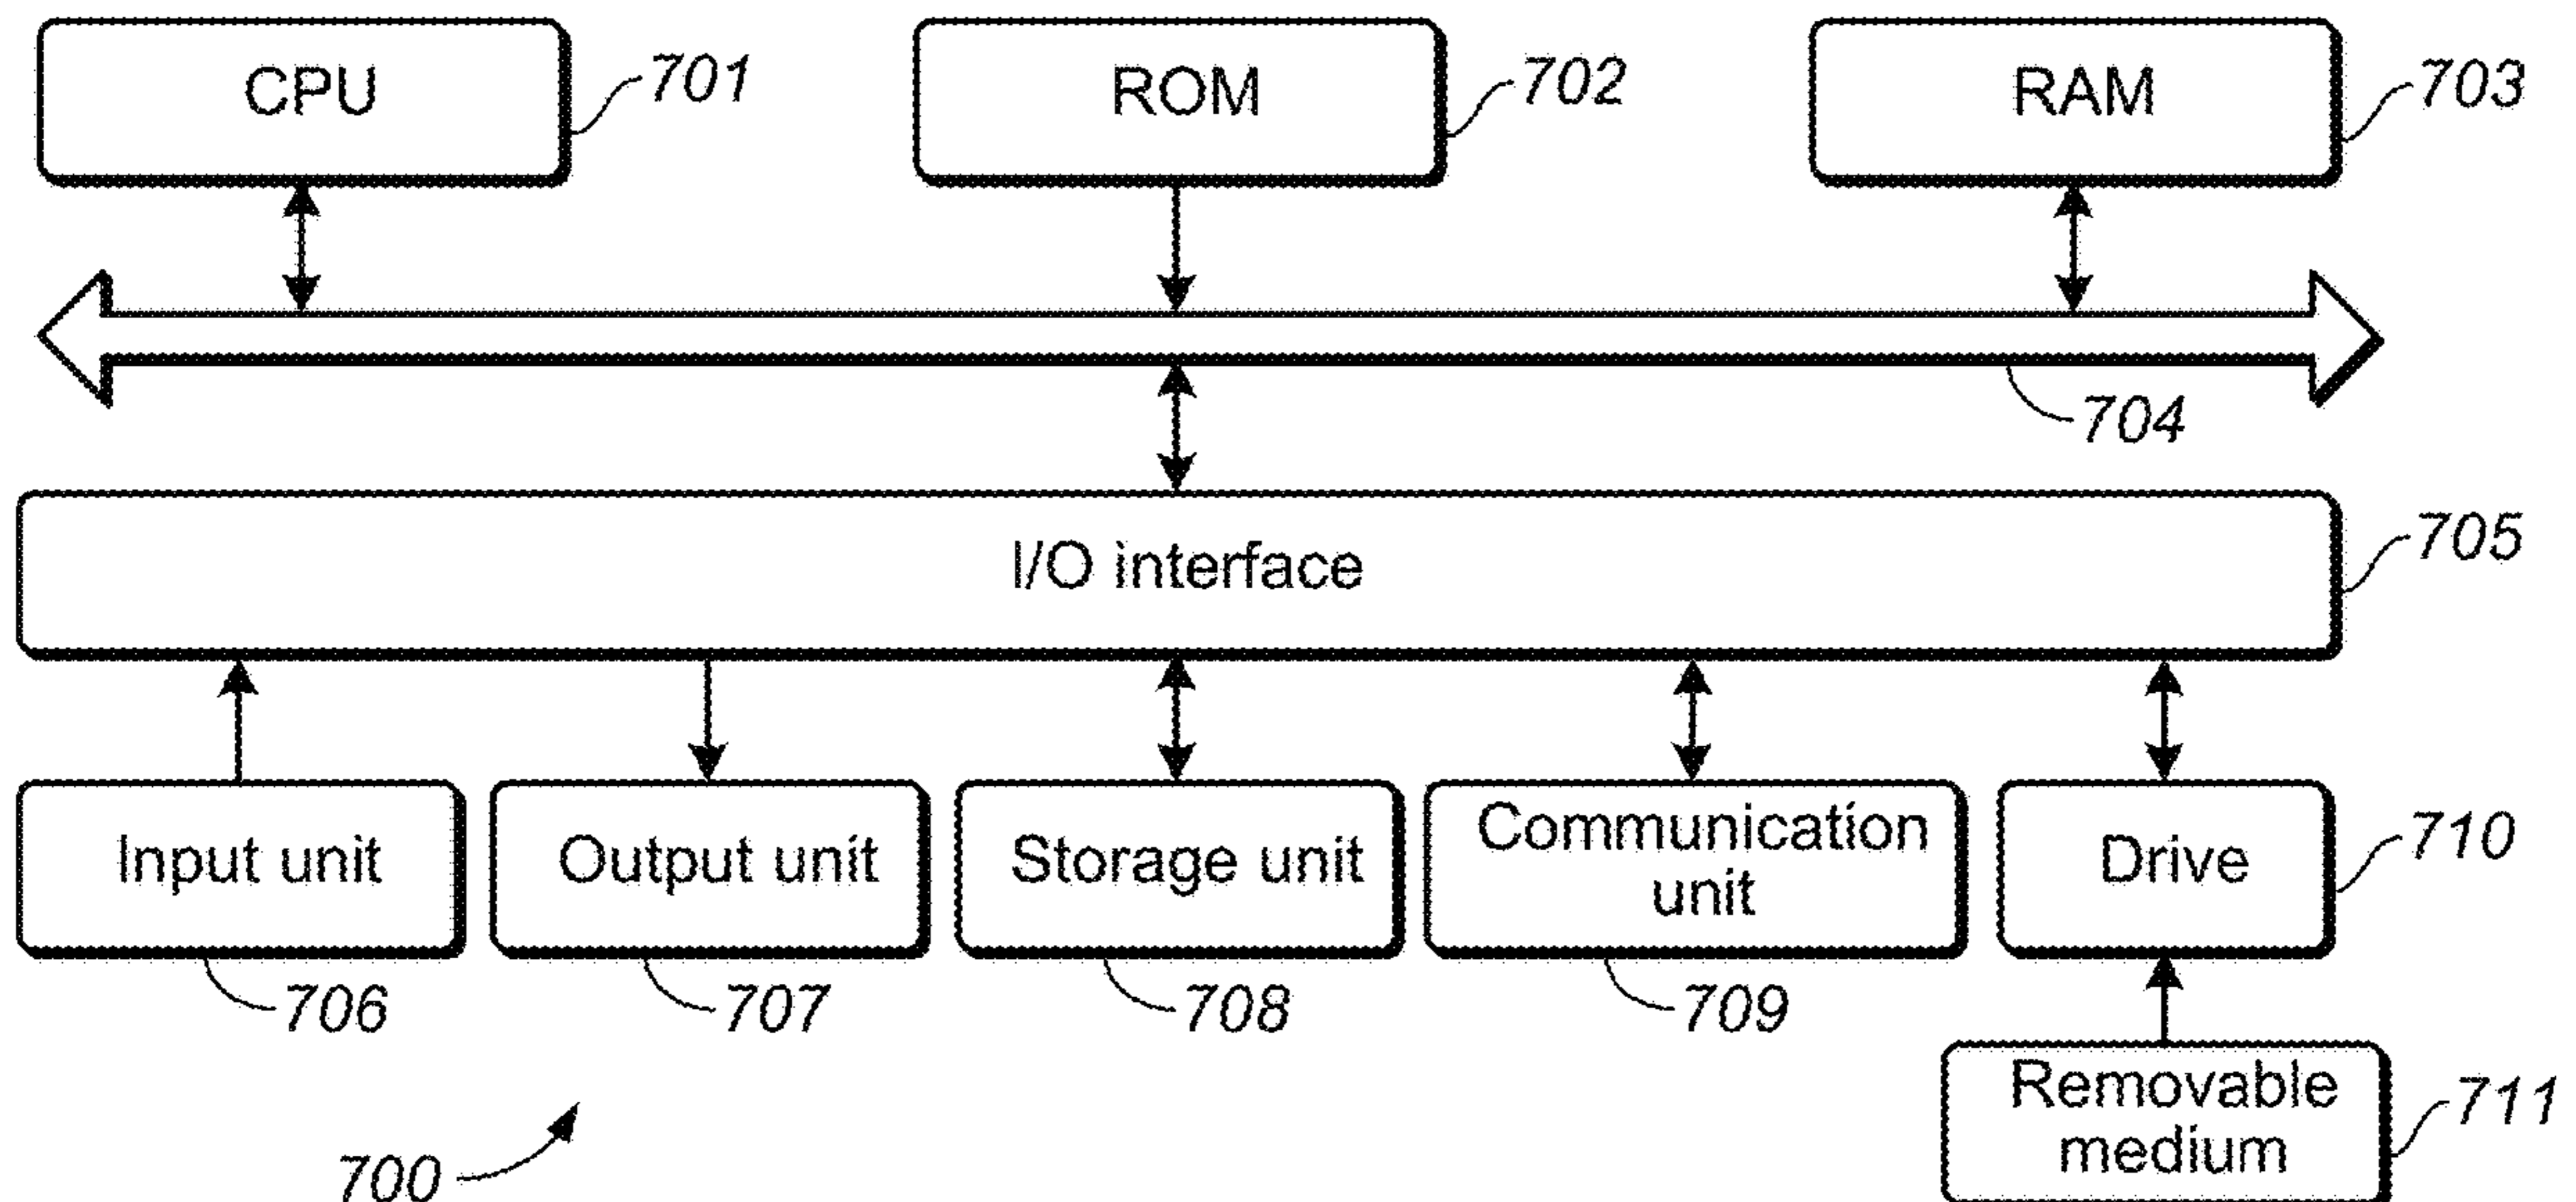 CPU
701
ROM
702
RAM
703
704
I/O interface
705
Input unit
706
Output unit
707
Storage unit
708
Communication
unit
709
Drive
710
Removable
medium
711
700